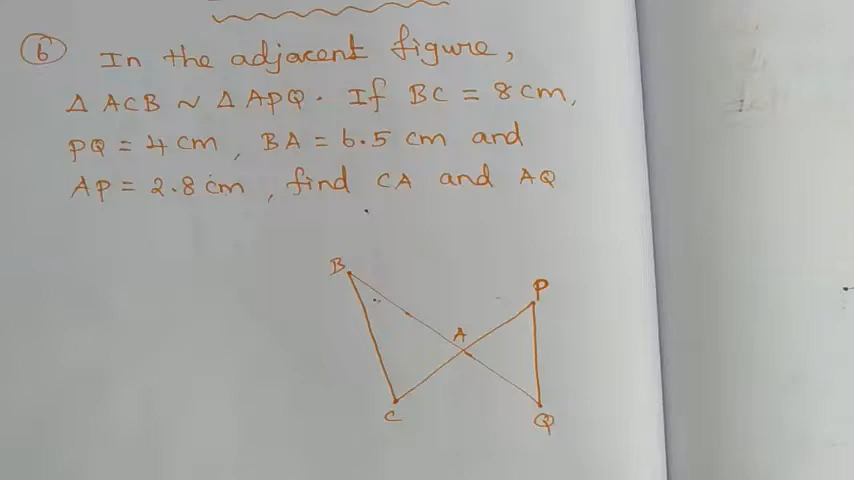 6 In the adjacent figure,
Δ ACB ~ Δ APQ. If BC = 8 cm,
PQ = 4 cm, BA = 6.5 cm and
AP = 2.8 cm, find CA and AQ
B
P
A
C
Q